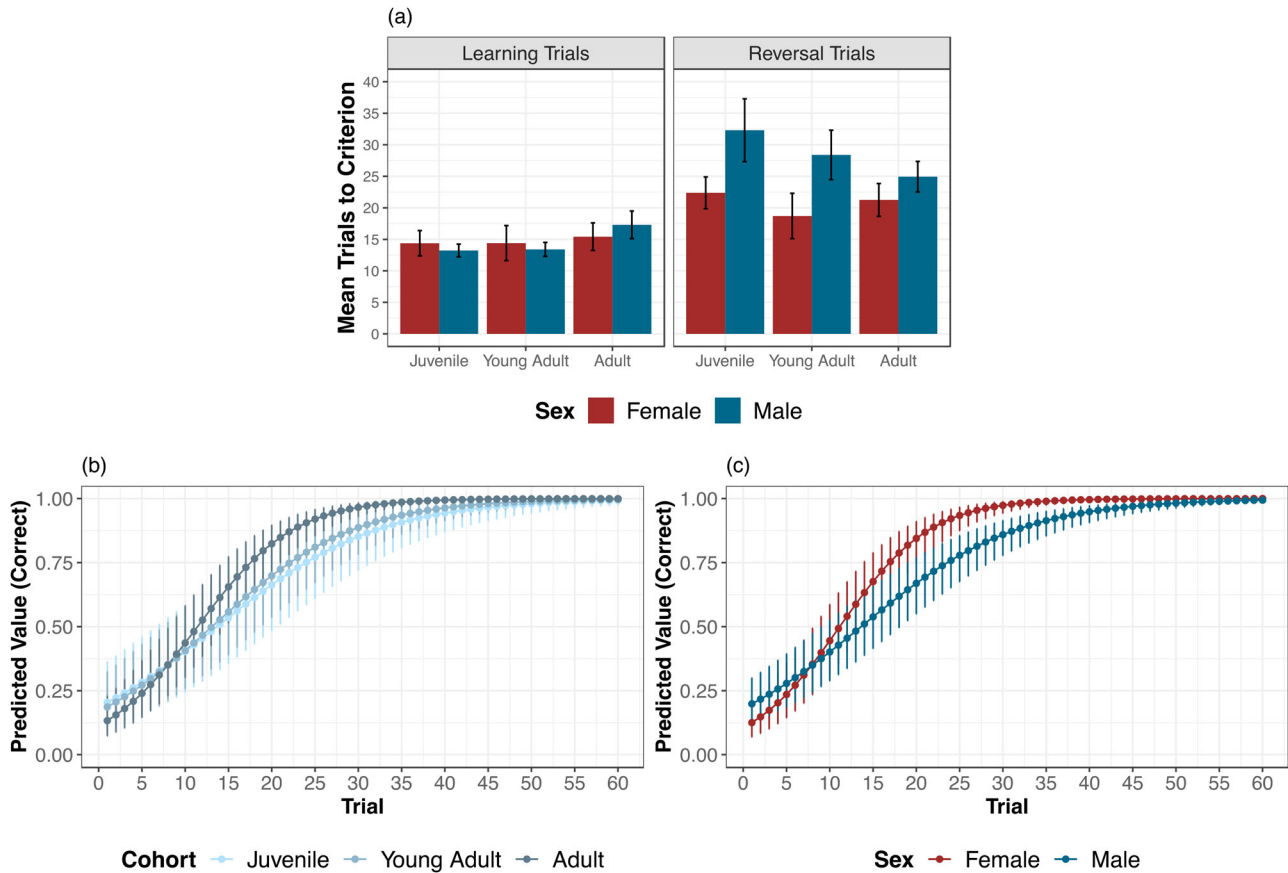 (a)
Learning Trials Reversal Trials
Mean Trials to Criterion
40
35
30
25
20
15
10
5
0
Juvenile Young Adult Adult Juvenile Young Adult Adult
Sex Female Male
(b)
Predicted Value (Correct)
1.00
0.75
0.50
0.25
0.00
0 5 10 15 20 25 30 35 40 45 50 55 60
Trial
Cohort Juvenile Young Adult Adult
(c)
Predicted Value (Correct)
1.00
0.75
0.50
0.25
0.00
0 5 10 15 20 25 30 35 40 45 50 55 60
Trial
Sex Female Male